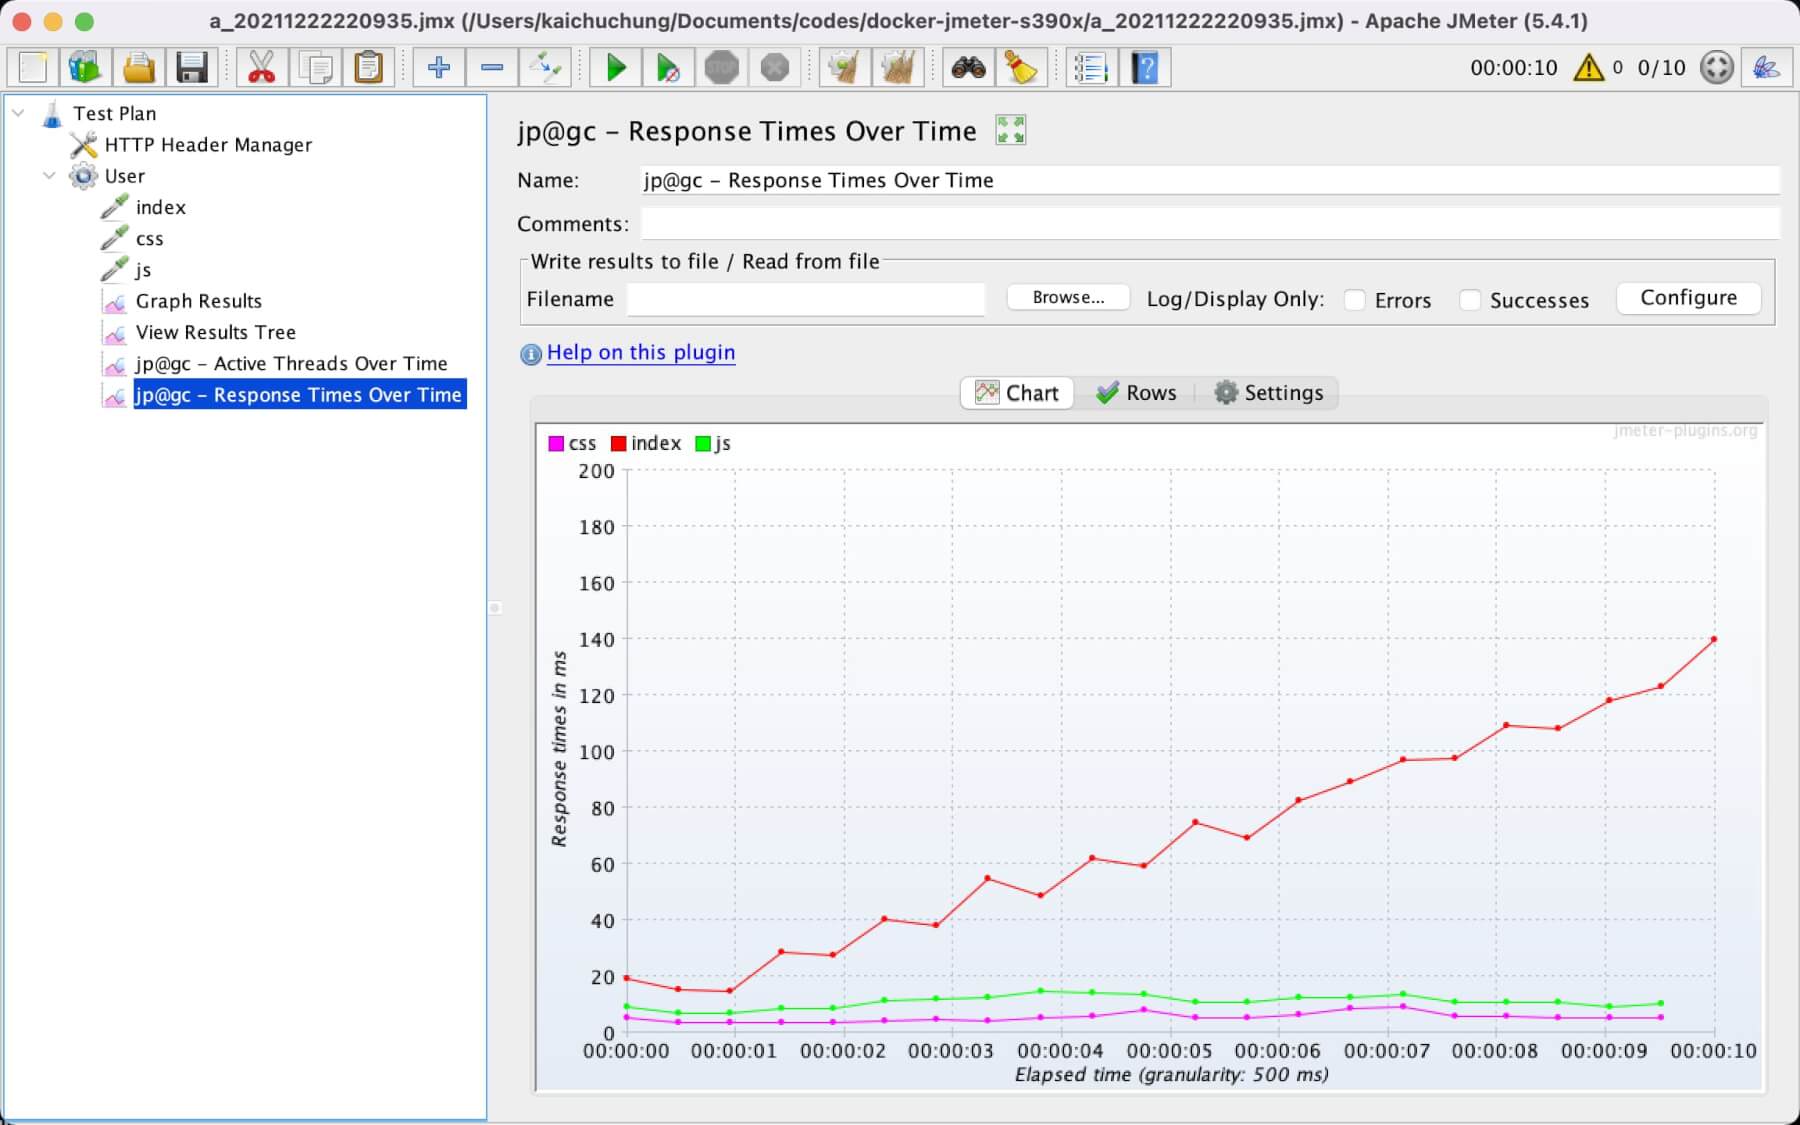 a_20211222220935.jmx (/Users/kaichuchung/Documents/codes/docker-jmeter-s390x/a_20211222220935.jmx) - Apache JMeter (5.4.1)
STOP 00:00:10 0 0/10
Test Plan
HTTP Header Manager
User
index
css
js
Graph Results
View Results Tree
jp@gc - Active Threads Over Time
jp@gc - Response Times Over Time
jp@gc - Response Times Over Time
Name: jp@gc - Response Times Over Time
Comments:
Write results to file / Read from file
Filename Browse... Log/Display Only: Errors Successes Configure
Help on this plugin
Chart Rows Settings
jmeter-plugins.org
css index js
200
180
160
140
120
100
80
60
40
20
0
Response times in ms
00:00:00 00:00:01 00:00:02 00:00:03 00:00:04 00:00:05 00:00:06 00:00:07 00:00:08 00:00:09 00:00:10
Elapsed time (granularity: 500 ms)